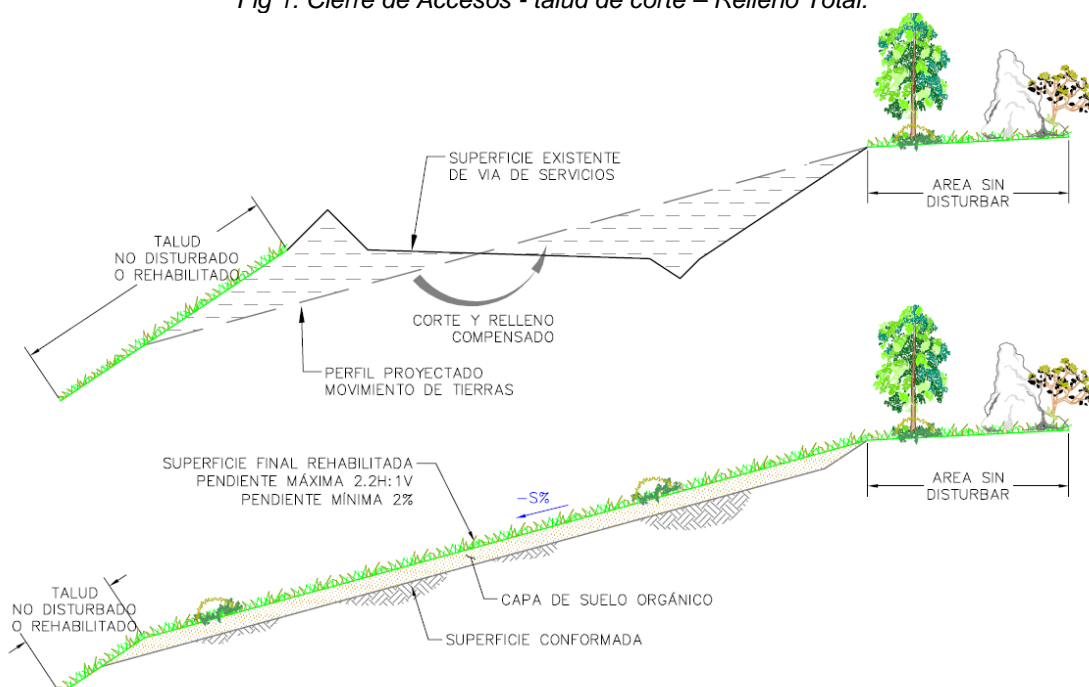 Fig 1. Cierre de Accesos - talud de corte – Relleno Total.
SUPERFICIE EXISTENTE
DE VIA DE SERVICIOS
AREA SIN
DISTURBAR
TALUD
NO DISTURBADO
O REHABILITADO
CORTE Y RELLENO
COMPENSADO
PERFIL PROYECTADO
MOVIMIENTO DE TIERRAS
SUPERFICIE FINAL REHABILITADA
PENDIENTE MÁXIMA 2.2H:1V
PENDIENTE MÍNIMA 2%
-S%
AREA SIN
DISTURBAR
TALUD
NO DISTURBADO
O REHABILITADO
CAPA DE SUELO ORGÁNICO
SUPERFICIE CONFORMADA